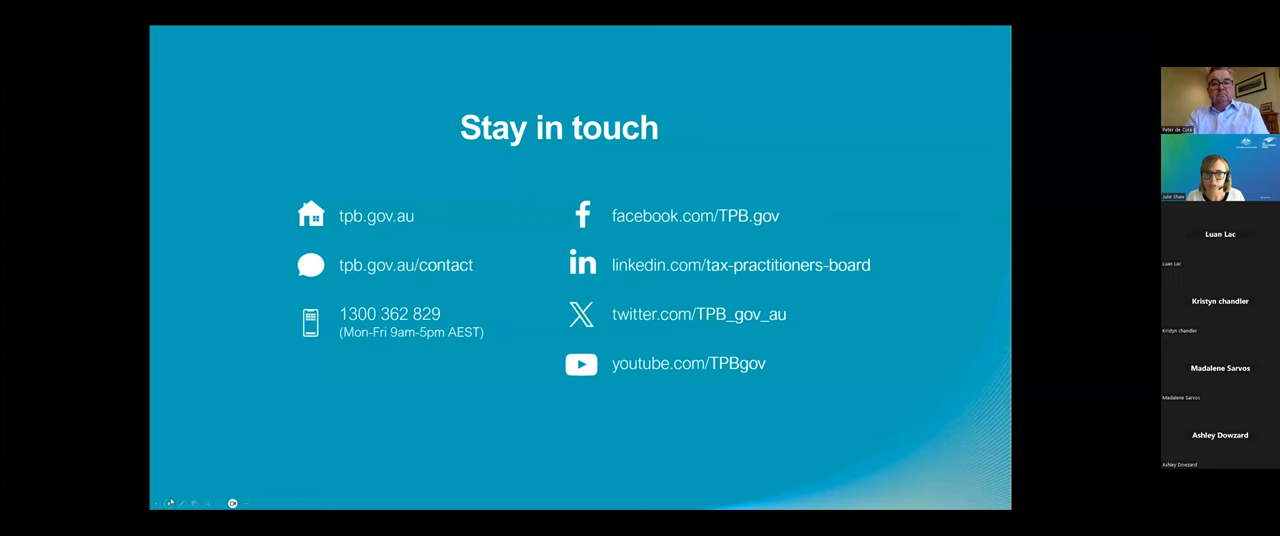 Stay in touch
tpb.gov.au
tpb.gov.au/contact
1300 362 829
(Mon-Fri 9am-5pm AEST)
facebook.com/TPB.gov
linkedin.com/tax-practitioners-board
twitter.com/TPB_gov_au
youtube.com/TPBgov
Peter de Cure
Julie Shaw
Luan Lac
Luan Lac
Kristyn chandler
Kristyn chandler
Madalene Sarvos
Madalene Sarvos
Ashley Dowzard
Ashley Dowzard